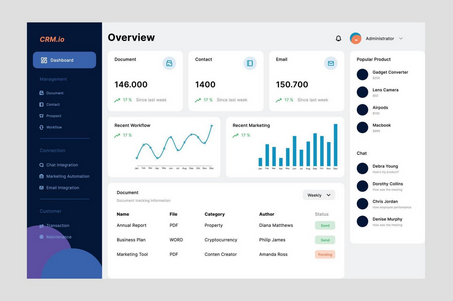 CRM.io
Dashboard
Management
Document
Contact
Prospect
Workflow
Connection
Chat Integration
Marketing Automation
Email Integration
Customer
Transaction
Maintenance
Overview
Administrator
Document
146.000
17 % Since last week
Contact
1400
17 % Since last week
Email
150.700
17 % Since last week
Recent Workflow
17 %
Recent Marketing
17 %
Document
Document tracking information
Weekly
Name File Category Author Status
Annual Report PDF Property Diana Matthews Send
Business Plan WORD Cryptocurrency Philip James Send
Marketing Tool PDF Conten Creator Amanda Ross Pending
Popular Product
Gadget Converter
Lens Camera
Airpods
Macbook
Chat
Debra Young
Dorothy Collins
Chris Jordan
Denise Murphy